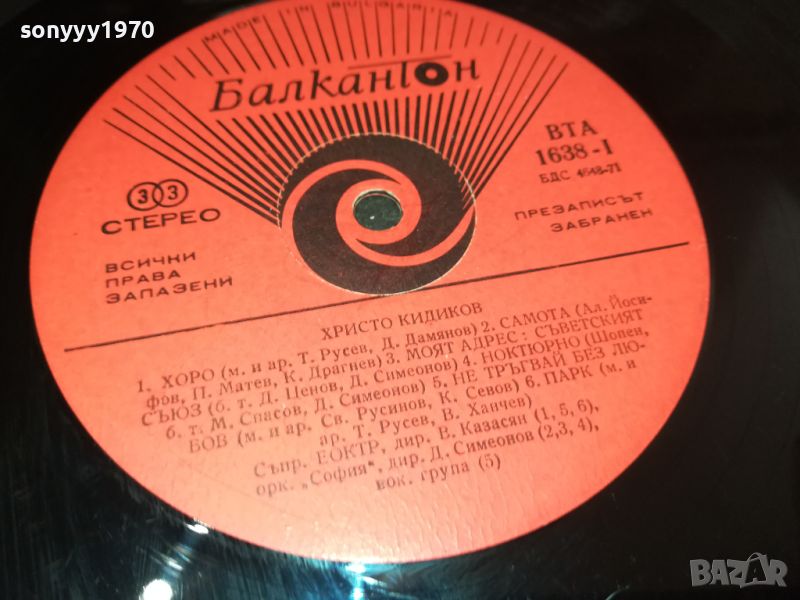 sonyyy1970
MADE IN BULGARIA
Балкантон
ВТА
1638-I
БДС 4648-71
33
СТЕРЕО
ПРЕЗАПИСЪТ
ЗАБРАНЕН
ВСИЧКИ
ПРАВА
ЗАПАЗЕНИ
ХРИСТО КИДИКОВ
1. ХОРО (м. и ар. Т. Русев, Д. Дамянов) 2. САМОТА (Ал. Йоси-
фов, П. Матев, К. Драгнев) 3. МОЯТ АДРЕС: СЪВЕТСКИЯТ
СЪЮЗ (б. т. Д. Ценов, Д. Симеонов) 4. НОКТЮРНО (Шопен,
б. т. М. Спасов, Д. Симеонов) 5. НЕ ТРЪГВАЙ БЕЗ ЛЮ-
БОВ (м. и ар. Св. Русинов, К. Севов) 6. ПАРК (м. и
ар. Т. Русев, В. Ханчев)
Съпр. ЕОКТР, дир. В. Казасян (1, 5, 6),
орк. „София", дир. Д. Симеонов (2,3,4),
вок. група (5)
BAZAR